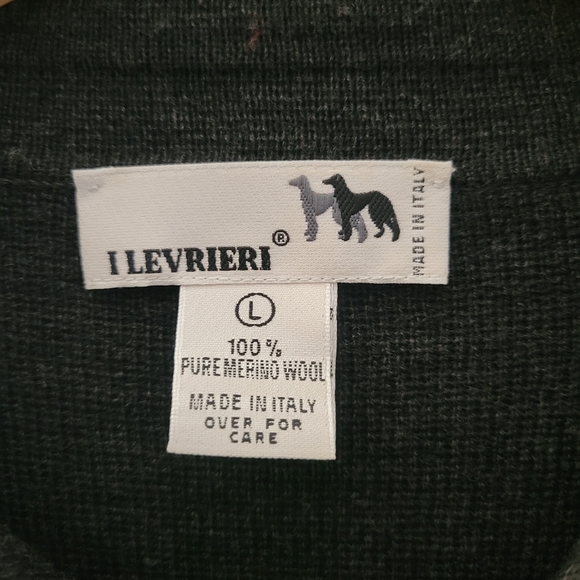 I LEVRIERI®
MADE IN ITALY
L
100%
PURE MERINO WOOL
MADE IN ITALY
OVER FOR
CARE